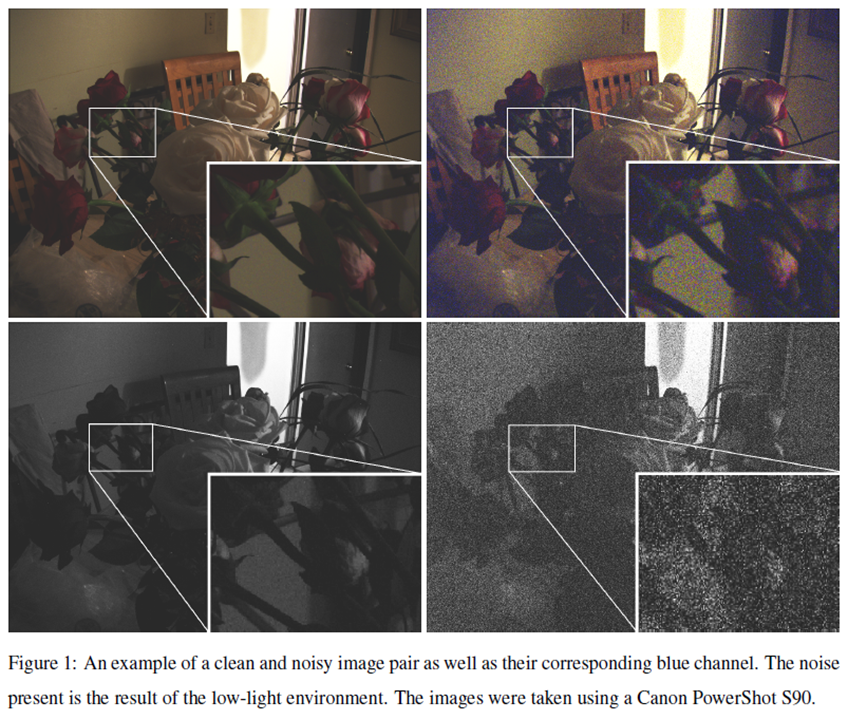 Figure 1: An example of a clean and noisy image pair as well as their corresponding blue channel. The noise
present is the result of the low-light environment. The images were taken using a Canon PowerShot S90.